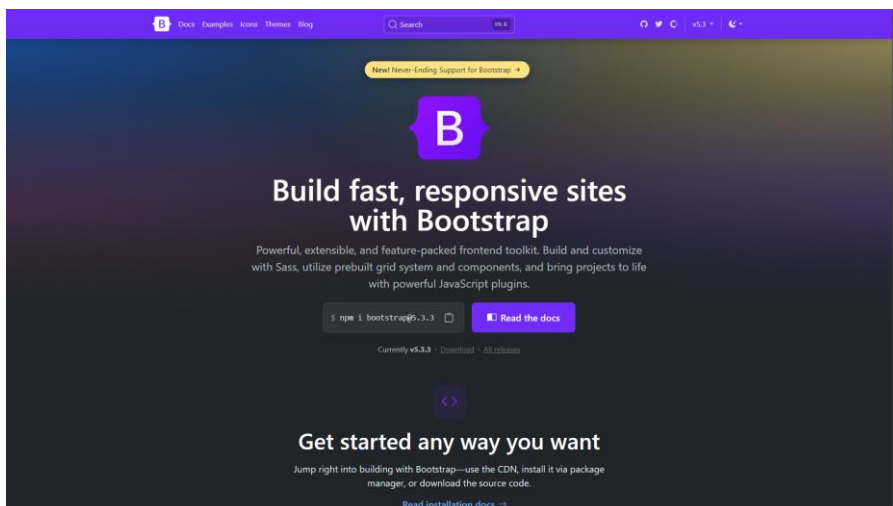 B Docs Examples Icons Themes Blog Search v5.3
New! Never-Ending Support for Bootstrap →
B
Build fast, responsive sites
with Bootstrap
Powerful, extensible, and feature-packed frontend toolkit. Build and customize
with Sass, utilize prebuilt grid system and components, and bring projects to life
with powerful JavaScript plugins.
$ npm i bootstrap@5.3.3
Read the docs
Currently v5.3.3 · Download · All releases
Get started any way you want
Jump right into building with Bootstrap—use the CDN, install it via package
manager, or download the source code.
Read installation docs →